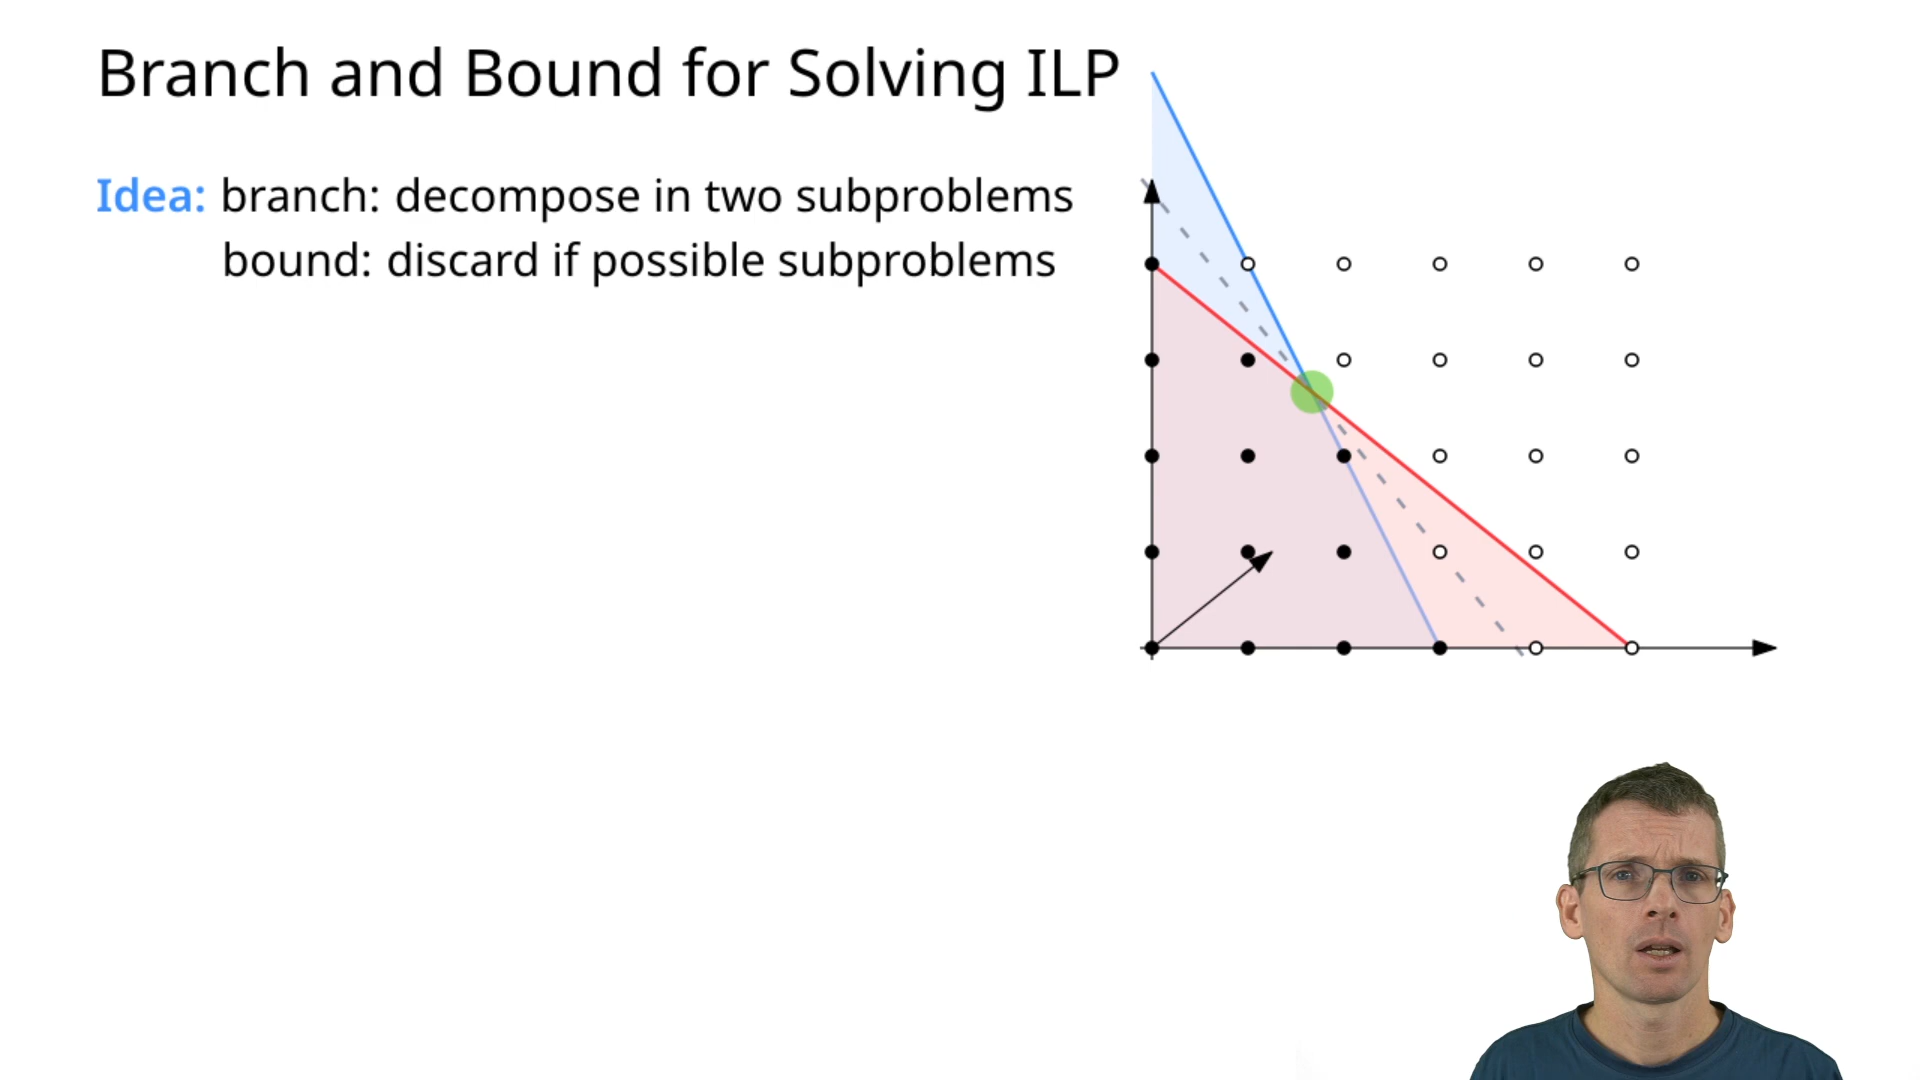 Branch and Bound for Solving ILP
Idea: branch: decompose in two subproblems
bound: discard if possible subproblems